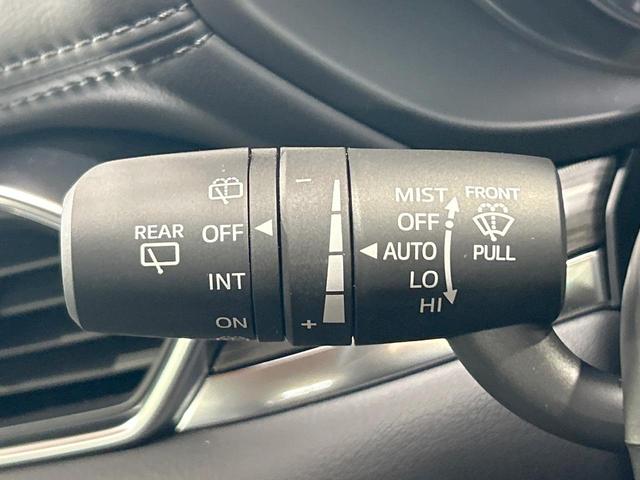 REAR
OFF
INT
ON
−
+
MIST
OFF
AUTO
LO
HI
FRONT
PULL